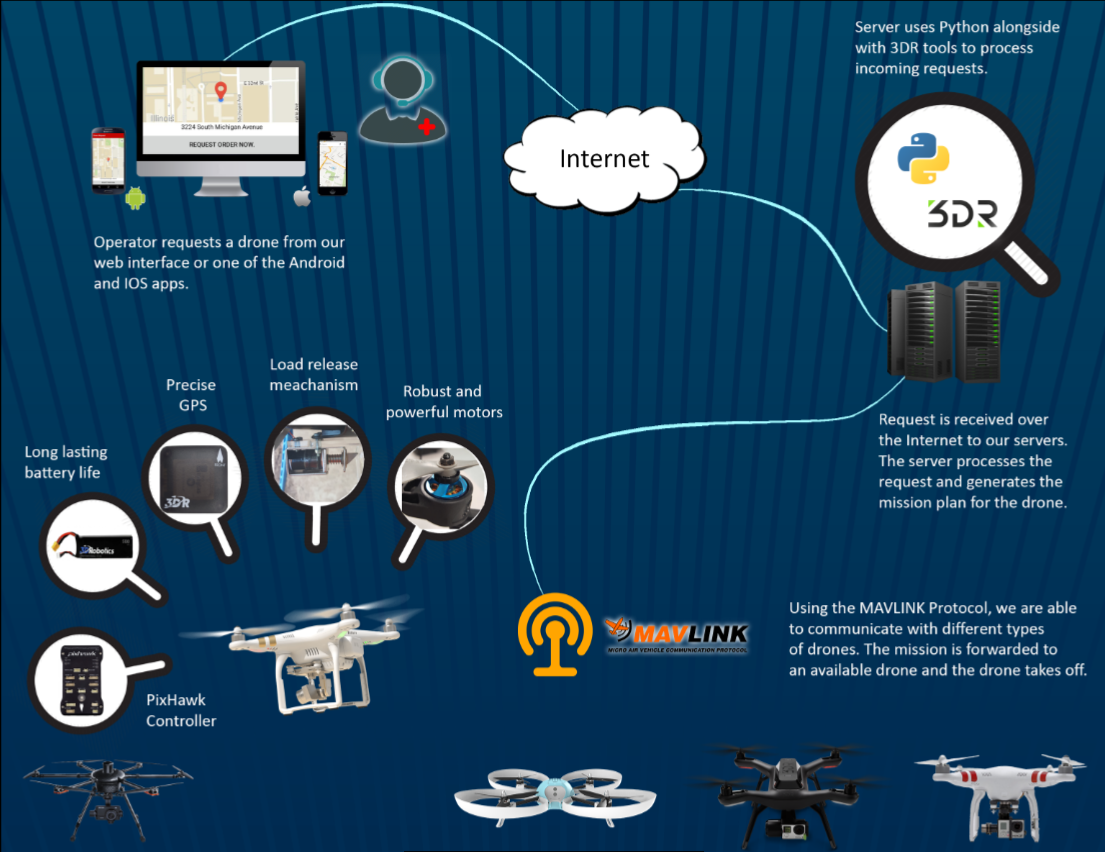 Server uses Python alongside
with 3DR tools to process
incoming requests.
Illinois
3224 South Michigan Avenue
REQUEST ORDER NOW.
Internet
3DR
Operator requests a drone from our
web interface or one of the Android
and IOS apps.
Request is received over
the Internet to our servers.
The server processes the
request and generates the
mission plan for the drone.
Load release
meachanism
Precise
GPS
Robust and
powerful motors
Long lasting
battery life
3DR
Robotics
MAVLINK
MICRO AIR VEHICLE COMMUNICATION PROTOCOL
Using the MAVLINK Protocol, we are able
to communicate with different types
of drones. The mission is forwarded to
an available drone and the drone takes off.
PixHawk
Controller